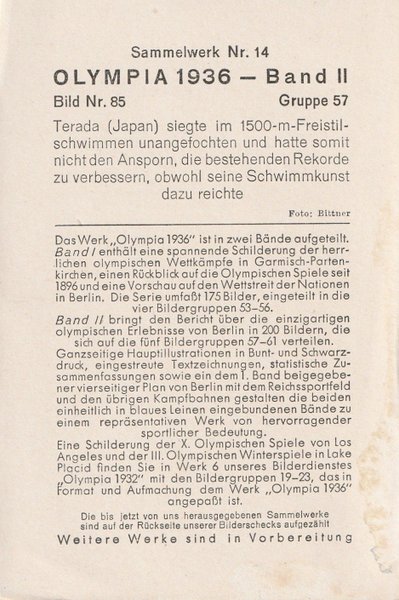 Sammelwerk Nr. 14
OLYMPIA 1936 — Band II
Bild Nr. 85 Gruppe 57
Terada (Japan) siegte im 1500-m-Freistil-
schwimmen unangefochten und hatte somit
nicht den Ansporn, die bestehenden Rekorde
zu verbessern, obwohl seine Schwimmkunst
dazu reichte
Foto: Bittner
Das Werk „Olympia 1936" ist in zwei Bände aufgeteilt.
Band I enthält eine spannende Schilderung der herr-
lichen olympischen Wettkämpfe in Garmisch-Parten-
kirchen, einen Rückblick auf die Olympischen Spiele seit
1896 und eine Vorschau auf den Wettstreit der Nationen
in Berlin. Die Serie umfaßt 175 Bilder, eingeteilt in die
vier Bildergruppen 53–56.
Band II bringt den Bericht über die einzigartigen
olympischen Erlebnisse von Berlin in 200 Bildern, die
sich auf die fünf Bildergruppen 57–61 verteilen.
Ganzseitige Hauptillustrationen in Bunt- und Schwarz-
druck, eingestreute Textzeichnungen, statistische Zu-
sammenfassungen sowie ein dem 1. Band beigegebe-
ner vierseitiger Plan von Berlin mit dem Reichssportfeld
und den übrigen Kampfbahnen gestalten die beiden
einheitlich in blaues Leinen eingebundenen Bände zu
einem repräsentativen Werk von hervorragender
sportlicher Bedeutung.
Eine Schilderung der X. Olympischen Spiele von Los
Angeles und der III. Olympischen Winterspiele in Lake
Placid finden Sie in Werk 6 unseres Bilderdienstes
„Olympia 1932" mit den Bildergruppen 19–23, das in
Format und Aufmachung dem Werk „Olympia 1936"
angepaßt ist.
Die bis jetzt von uns herausgegebenen Sammelwerke
sind auf der Rückseite unserer Bilderschecks aufgezählt
Weitere Werke sind in Vorbereitung